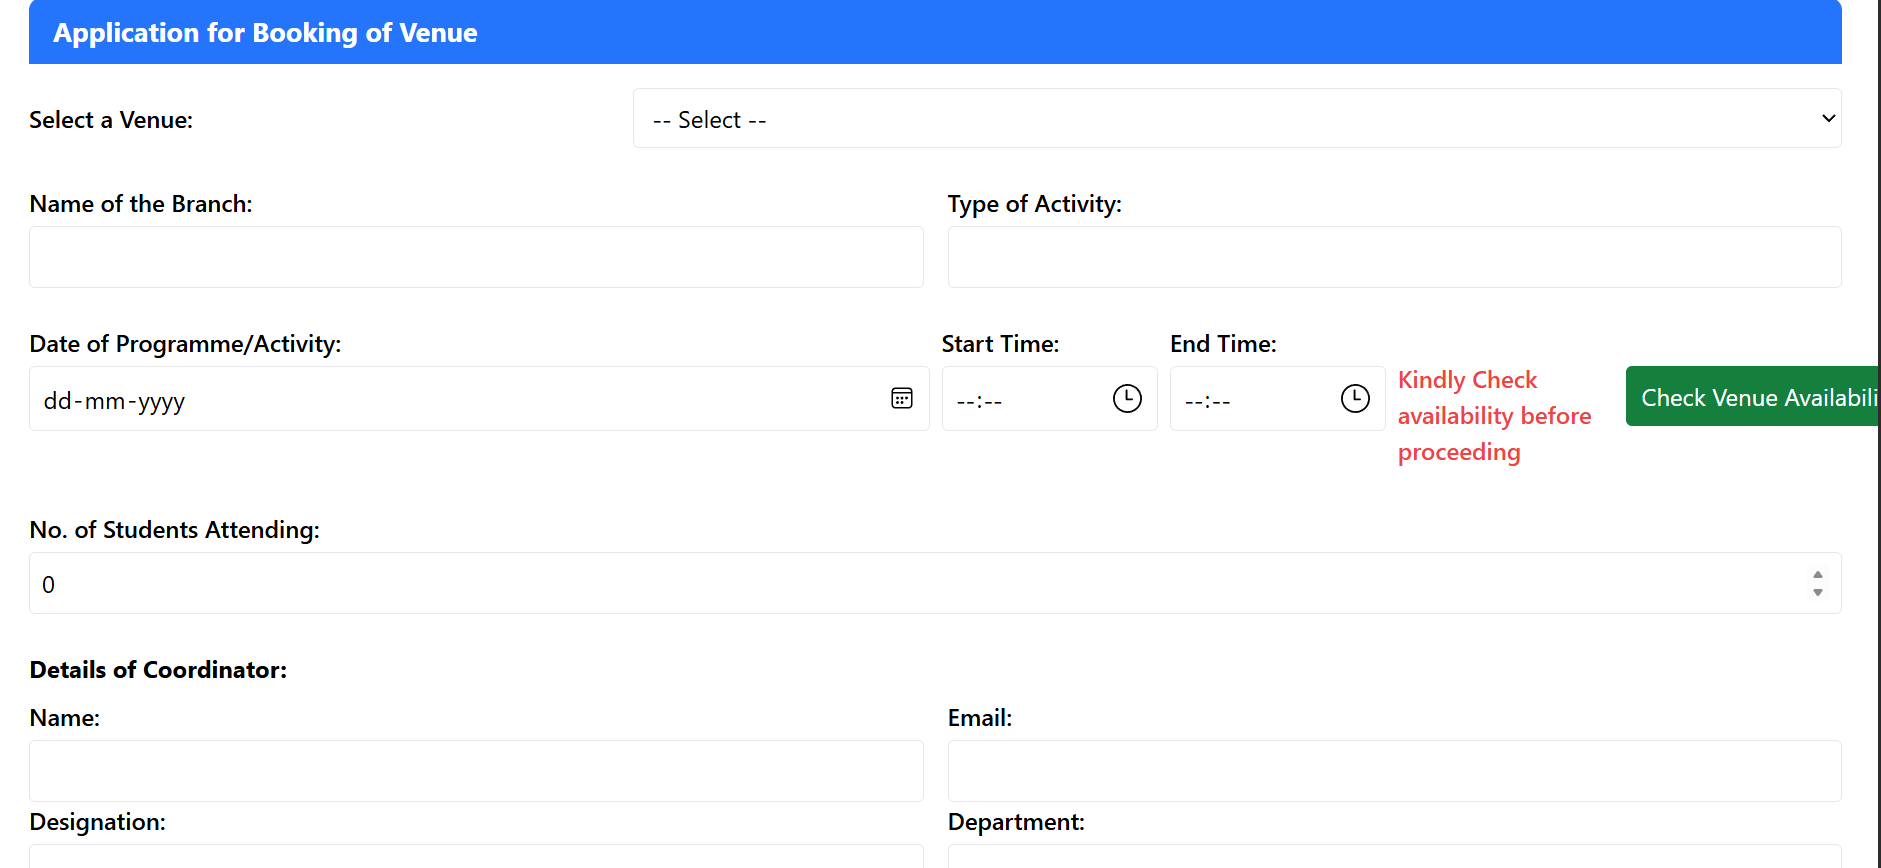 Application for Booking of Venue
Select a Venue:
-- Select --
Name of the Branch:
Type of Activity:
Date of Programme/Activity:
Start Time:
End Time:
dd-mm-yyyy
--:--
--:--
Kindly Check
availability before
proceeding
Check Venue Availabili
No. of Students Attending:
0
Details of Coordinator:
Name:
Email:
Designation:
Department: